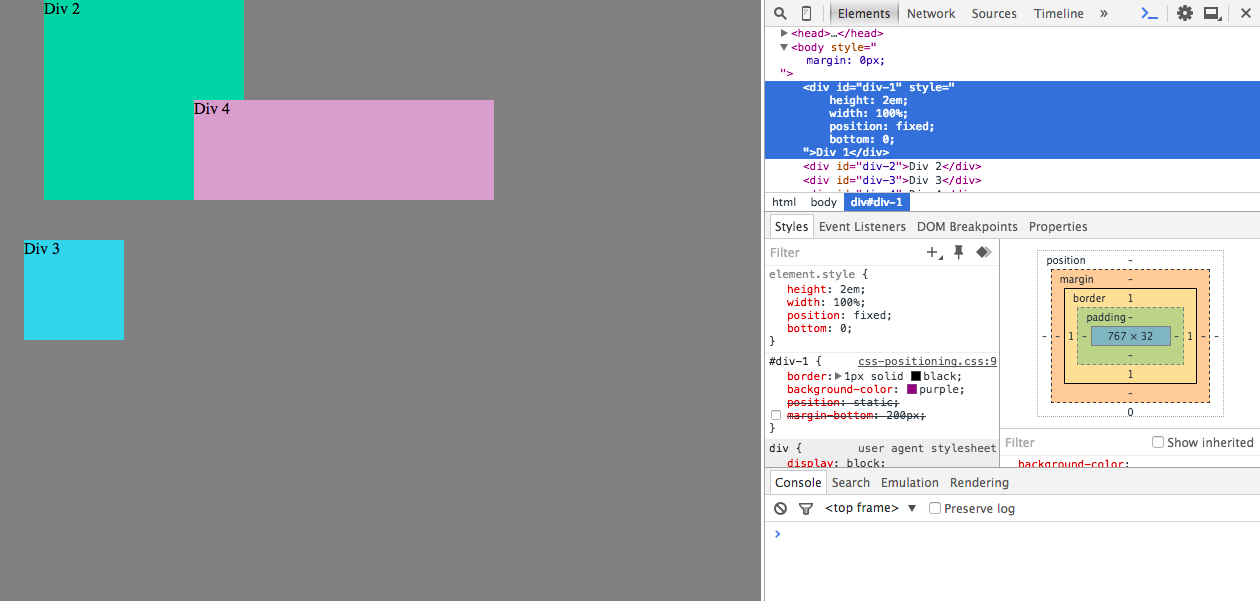 Div 2
Div 4
Div 3
Elements Network Sources Timeline »
▶<head>…</head>
▼<body style="
margin: 0px;
">
<div id="div-1" style="
height: 2em;
width: 100%;
position: fixed;
bottom: 0;
">Div 1</div>
<div id="div-2">Div 2</div>
<div id="div-3">Div 3</div>
html body div#div-1
Styles Event Listeners DOM Breakpoints Properties
Filter
element.style {
height: 2em;
width: 100%;
position: fixed;
bottom: 0;
}
#div-1 { css-positioning.css:9
border:▶1px solid black;
background-color: purple;
position: static;
margin-bottom: 200px;
}
div { user agent stylesheet
display: block;
position -
margin -
border 1
padding -
- - 1 - 767 × 32 - 1 - -
-
1
-
0
Filter Show inherited
background-color:
Console Search Emulation Rendering
<top frame> ▼ Preserve log
>